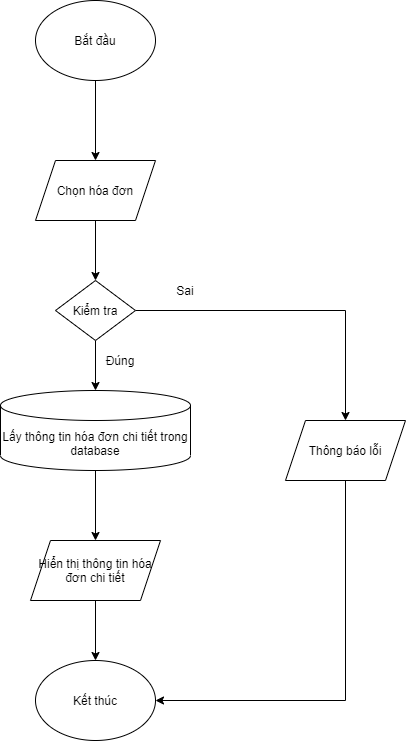 Bắt đầu
Chọn hóa đơn
Kiểm tra
Sai
Đúng
Lấy thông tin hóa đơn chi tiết trong
database
Thông báo lỗi
Hiển thị thông tin hóa
đơn chi tiết
Kết thúc